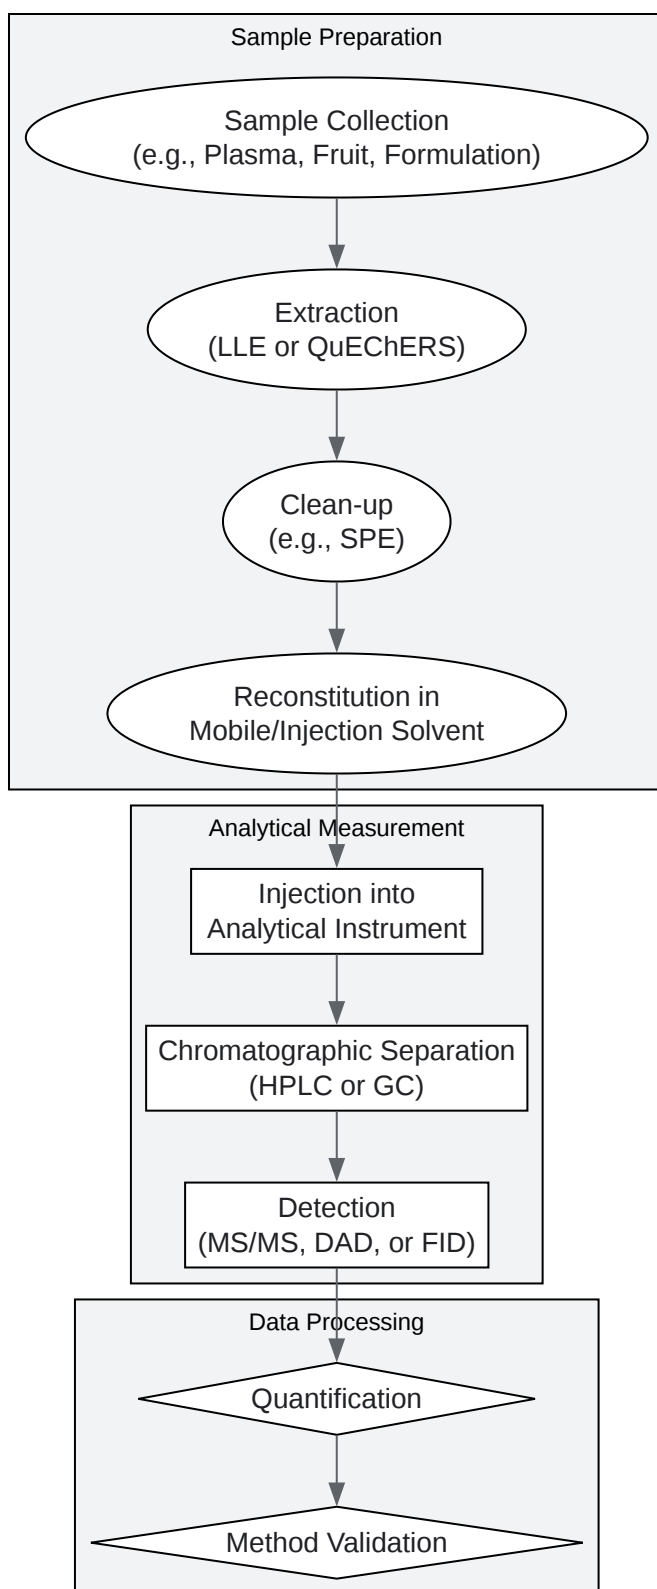 Sample Preparation
Sample Collection
(e.g., Plasma, Fruit, Formulation)
Extraction
(LLE or QuEChERS)
Clean-up
(e.g., SPE)
Reconstitution in
Mobile/Injection Solvent
Analytical Measurement
Injection into
Analytical Instrument
Chromatographic Separation
(HPLC or GC)
Detection
(MS/MS, DAD, or FID)
Data Processing
Quantification
Method Validation